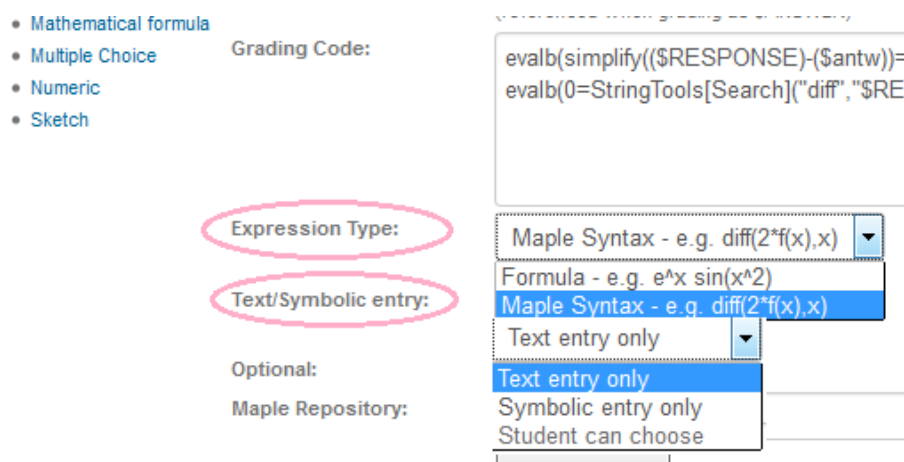 Mathematical formula
Multiple Choice
Numeric
Sketch
Grading Code:
evalb(simplify(($RESPONSE)-($antw))=
evalb(0=StringTools[Search]("diff","$RE
Expression Type:
Maple Syntax - e.g. diff(2*f(x),x)
Formula - e.g. e^x sin(x^2)
Maple Syntax - e.g. diff(2*f(x),x)
Text/Symbolic entry:
Text entry only
Text entry only
Symbolic entry only
Student can choose
Optional:
Maple Repository: